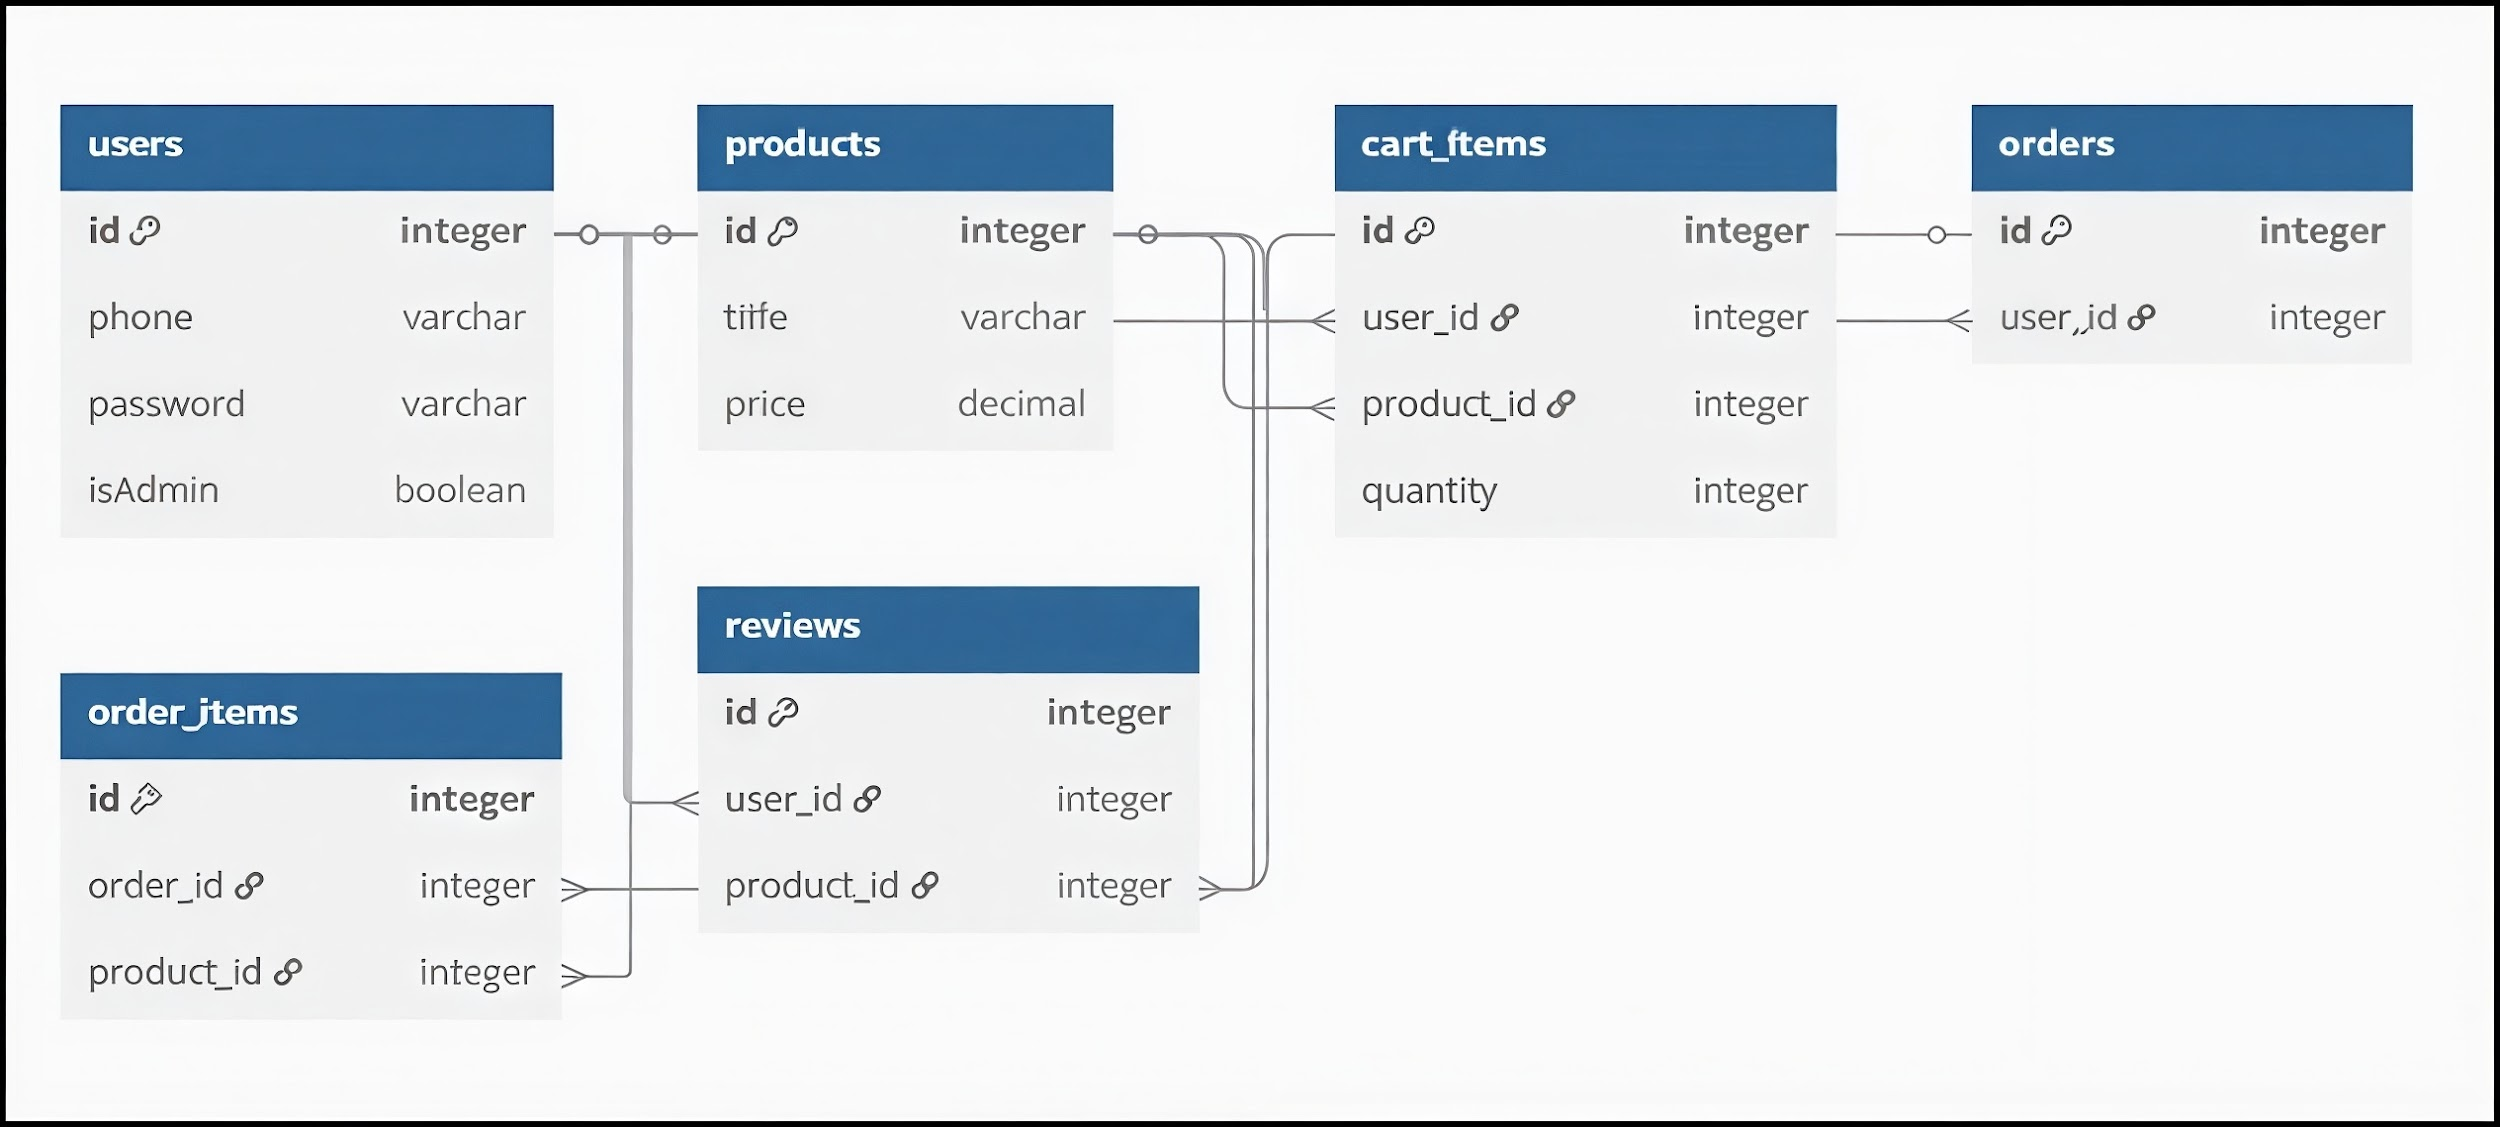 users
id integer
phone varchar
password varchar
isAdmin boolean
products
id integer
varchar
price decimal
cart_ftems
id integer
user_id integer
product_id integer
quantity integer
orders
id integer
user,,id integer
reviews
id integer
user_id integer
product_id integer
order_jtems
id integer
order_id integer
product_id integer